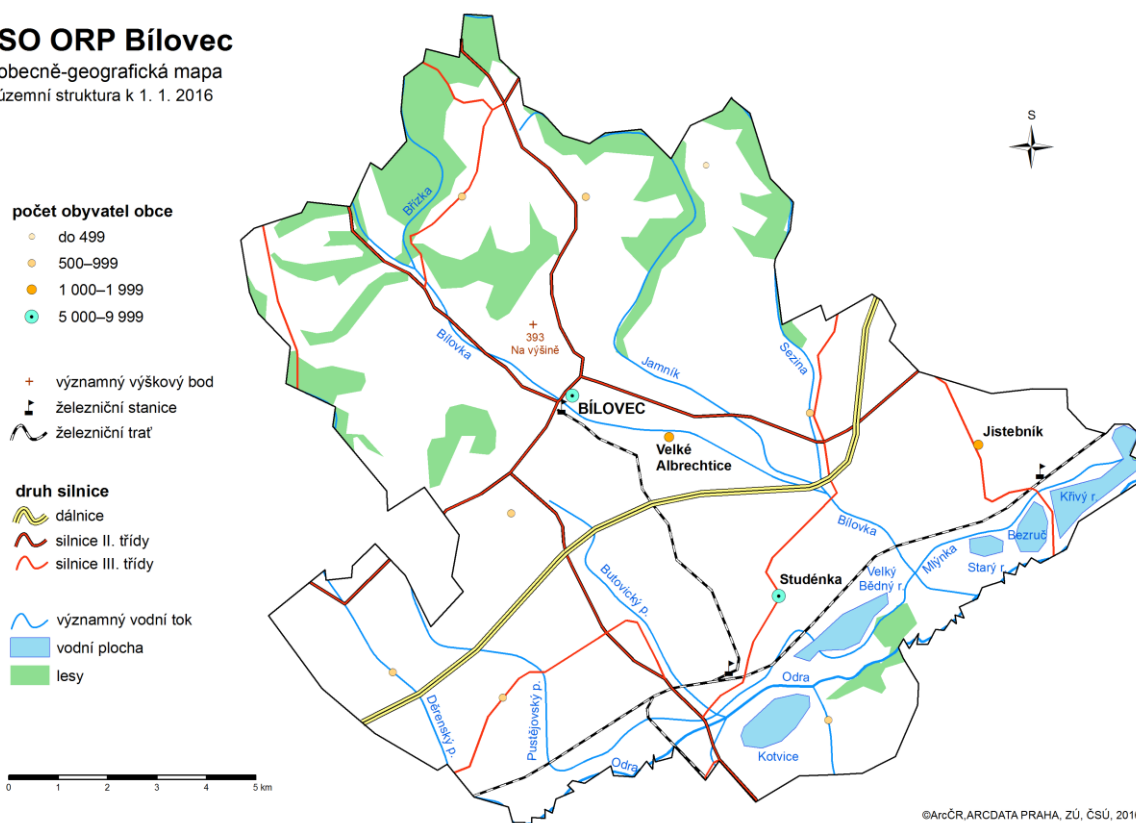 SO ORP Bílovec
obecně-geografická mapa
územní struktura k 1. 1. 2016
S
počet obyvatel obce
do 499
500–999
1 000–1 999
5 000–9 999
významný výškový bod
železniční stanice
železniční trať
druh silnice
dálnice
silnice II. třídy
silnice III. třídy
významný vodní tok
vodní plocha
lesy
0 1 2 3 4 5 km
Břízka
Bílovka
393
Na výšině
Jamník
Sezina
BÍLOVEC
Velké
Albrechtice
Jistebník
Křivý r.
Bezruč
Starý r.
Mlýnka
Bílovka
Velký
Bědný r.
Studénka
Butovický p.
Odra
Kotvice
Děrenský p.
Pustějovský p.
Odra
©ArcČR,ARCDATA PRAHA, ZÚ, ČSÚ, 2016